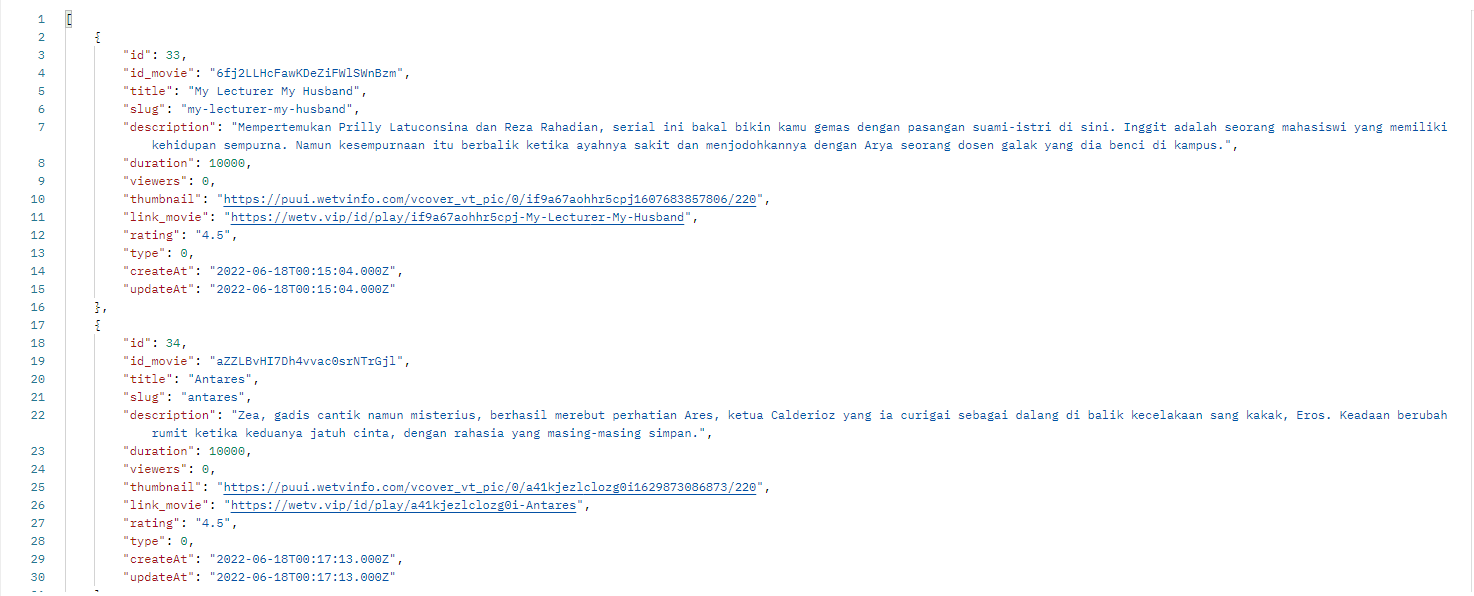 1 [
2 {
3 "id": 33,
4 "id_movie": "6fj2LLHcFawKDeZiFWlSWnBzm",
5 "title": "My Lecturer My Husband",
6 "slug": "my-lecturer-my-husband",
7 "description": "Mempertemukan Prilly Latuconsina dan Reza Rahadian, serial ini bakal bikin kamu gemas dengan pasangan suami-istri di sini. Inggit adalah seorang mahasiswi yang memiliki
kehidupan sempurna. Namun kesempurnaan itu berbalik ketika ayahnya sakit dan menjodohkannya dengan Arya seorang dosen galak yang dia benci di kampus.",
8 "duration": 10000,
9 "viewers": 0,
10 "thumbnail": "https://puui.wetvinfo.com/vcover_vt_pic/0/if9a67aohhr5cpj1607683857806/220",
11 "link_movie": "https://wetv.vip/id/play/if9a67aohhr5cpj-My-Lecturer-My-Husband",
12 "rating": "4.5",
13 "type": 0,
14 "createAt": "2022-06-18T00:15:04.000Z",
15 "updateAt": "2022-06-18T00:15:04.000Z"
16 },
17 {
18 "id": 34,
19 "id_movie": "aZZLBvHI7Dh4vvac0srNTrGjl",
20 "title": "Antares",
21 "slug": "antares",
22 "description": "Zea, gadis cantik namun misterius, berhasil merebut perhatian Ares, ketua Calderioz yang ia curigai sebagai dalang di balik kecelakaan sang kakak, Eros. Keadaan berubah
rumit ketika keduanya jatuh cinta, dengan rahasia yang masing-masing simpan.",
23 "duration": 10000,
24 "viewers": 0,
25 "thumbnail": "https://puui.wetvinfo.com/vcover_vt_pic/0/a41kjezlclozg0i1629873086873/220",
26 "link_movie": "https://wetv.vip/id/play/a41kjezlclozg0i-Antares",
27 "rating": "4.5",
28 "type": 0,
29 "createAt": "2022-06-18T00:17:13.000Z",
30 "updateAt": "2022-06-18T00:17:13.000Z"